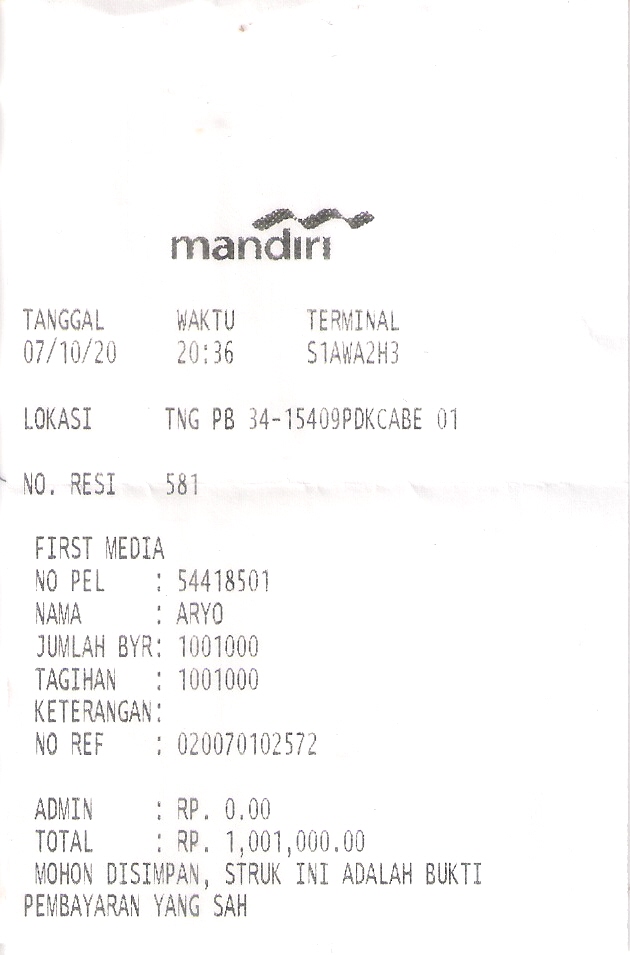 mandiri
TANGGAL WAKTU TERMINAL
07/10/20 20:36 S1AWA2H3
LOKASI TNG PB 34-15409PDKCABE 01
NO. RESI 581
FIRST MEDIA
NO PEL : 54418501
NAMA : ARYO
JUMLAH BYR: 1001000
TAGIHAN : 1001000
KETERANGAN:
NO REF : 020070102572
ADMIN : RP. 0.00
TOTAL : RP. 1,001,000.00
MOHON DISIMPAN, STRUK INI ADALAH BUKTI
PEMBAYARAN YANG SAH